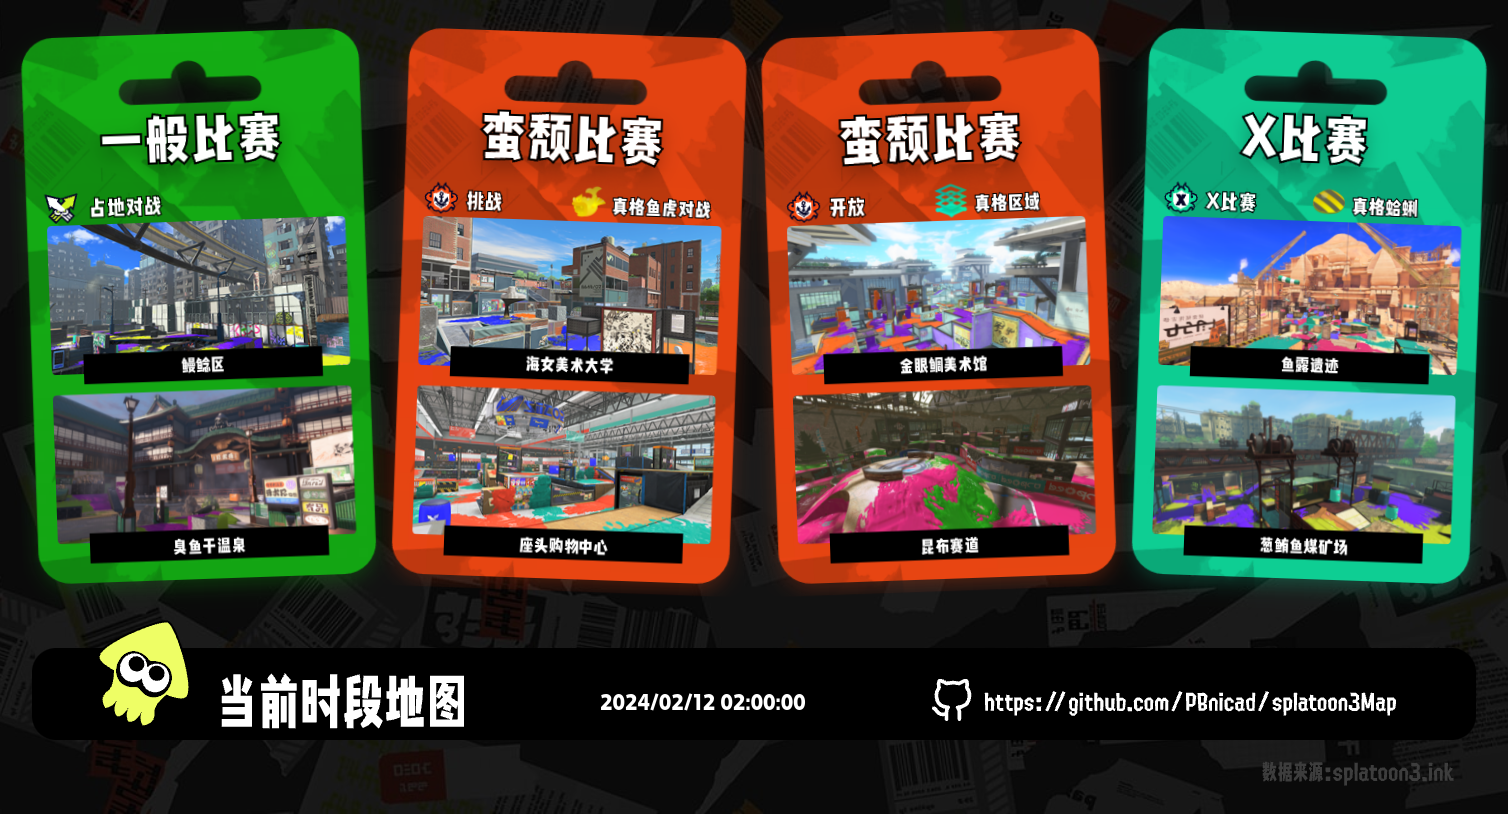 一般比赛
占地对战
鳗鲶区
臭鱼干温泉
蛮颓比赛
挑战
真格鱼虎对战
海女美术大学
座头购物中心
蛮颓比赛
开放
真格区域
金眼鲷美术馆
昆布赛道
X比赛
X比赛
真格蛤蜊
鱼露遗迹
葱鲔鱼煤矿场
当前时段地图
2024/02/12 02:00:00
https://github.com/PBnicad/splatoon3Map
数据来源:splatoon3.ink